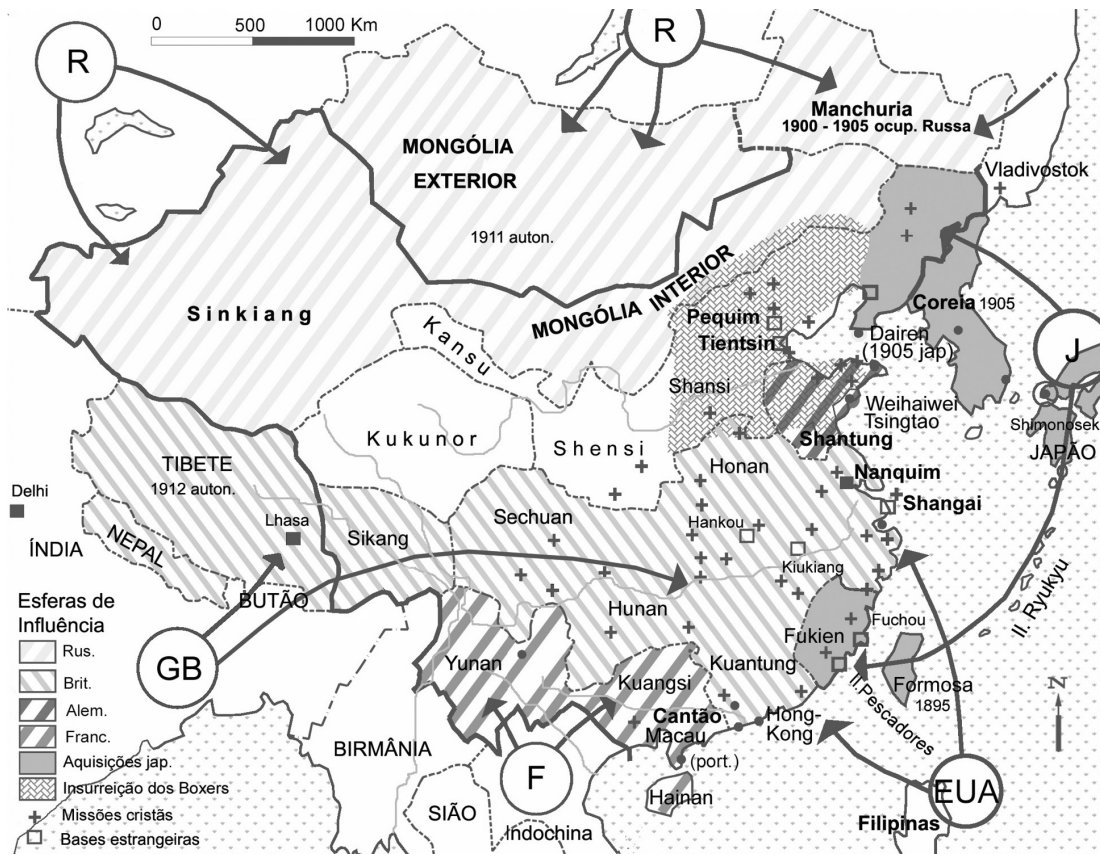 0 500 1000 Km
R
R
Manchuria
1900 - 1905 ocup. Russa
MONGÓLIA
EXTERIOR
1911 auton.
Vladivostok
Sinkiang
MONGÓLIA INTERIOR
Kansu
Pequim
Tientsin
Coreia 1905
Dairen
(1905 jap)
J
Shansi
Weihaiwei
Tsingtao
Shimonosek
JAPÃO
Kukunor
Shensi
Shantung
Honan
Nanquim
Shangai
TIBETE
1912 auton.
Delhi
Lhasa
Sikang
Sechuan
Hankou
Kiukiang
ÍNDIA
NEPAL
BUTÃO
Hunan
Fukien
Fuchou
Il. Ryukyu
GB
Yunan
Kuangsi
Kuantung
Formosa
1895
Il.Pescadores
N
Cantão
Macau
(port.)
Hong-
Kong
BIRMÂNIA
F
Hainan
SIÃO
Indochina
EUA
Filipinas
Esferas de
Influência
Rus.
Brit.
Alem.
Franc.
Aquisições jap.
Insurreição dos Boxers
Missões cristãs
Bases estrangeiras